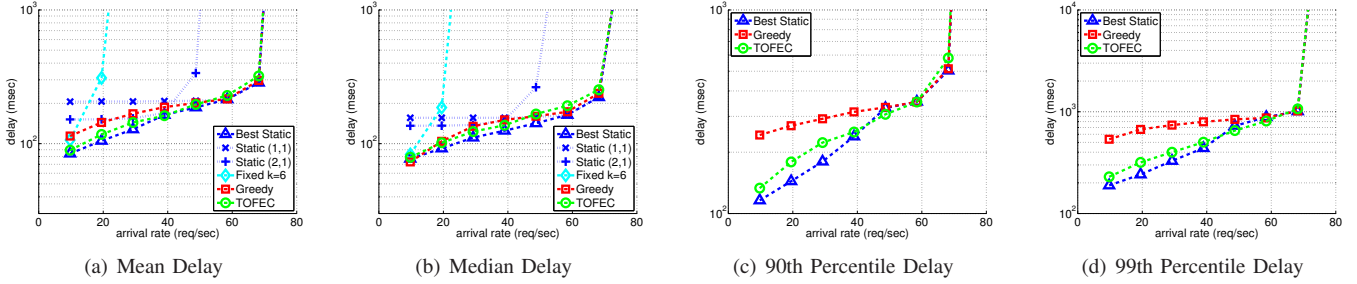 10^3
10^2
delay (msec)
0 20 40 60 80
arrival rate (req/sec)
Best Static
Static (1,1)
Static (2,1)
Fixed k=6
Greedy
TOFEC
(a) Mean Delay
10^3
10^2
delay (msec)
0 20 40 60 80
arrival rate (req/sec)
Best Static
Static (1,1)
Static (2,1)
Fixed k=6
Greedy
TOFEC
(b) Median Delay
10^3
10^2
delay (msec)
0 20 40 60 80
arrival rate (req/sec)
Best Static
Greedy
TOFEC
(c) 90th Percentile Delay
10^4
10^3
10^2
delay (msec)
0 20 40 60 80
arrival rate (req/sec)
Best Static
Greedy
TOFEC
(d) 99th Percentile Delay